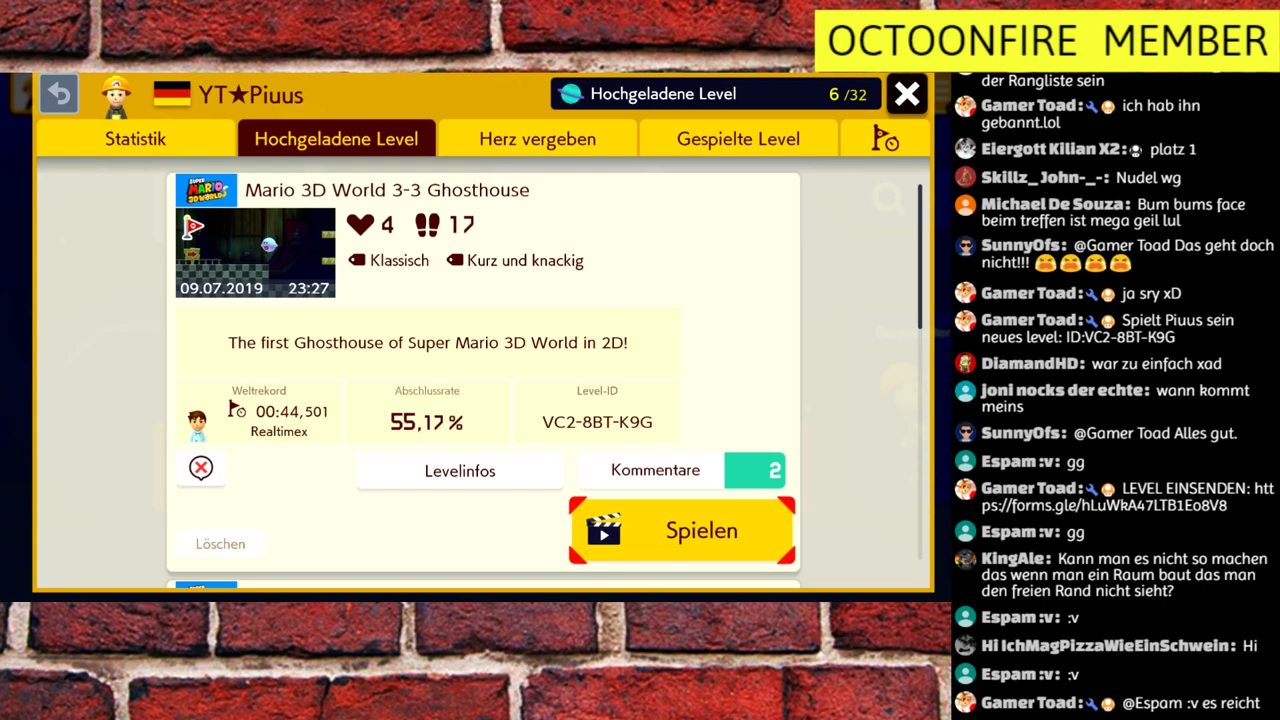 OCTOONFIRE MEMBER
YT★Piuus
Hochgeladene Level 6 /32
Statistik
Hochgeladene Level
Herz vergeben
Gespielte Level
SUPER MARIO 3D WORLD
Mario 3D World 3-3 Ghosthouse
4 17
Klassisch Kurz und knackig
09.07.2019 23:27
The first Ghosthouse of Super Mario 3D World in 2D!
Weltrekord
00:44,501
Realtimex
Abschlussrate
55,17 %
Level-ID
VC2-8BT-K9G
Levelinfos
Kommentare 2
Löschen
Spielen
der Rangliste sein
Gamer Toad: ich hab ihn
gebannt.lol
Eiergott Kilian X2: platz 1
Skillz_John-_-: Nudel wg
Michael De Souza: Bum bums face
beim treffen ist mega geil lul
SunnyOfs: @Gamer Toad Das geht doch
nicht!!! 😫😫😫😫
Gamer Toad: ja sry xD
Gamer Toad: Spielt Piuus sein
neues level: ID:VC2-8BT-K9G
DiamandHD: war zu einfach xad
joni nocks der echte: wann kommt
meins
SunnyOfs: @Gamer Toad Alles gut.
Espam :v: gg
Gamer Toad: LEVEL EINSENDEN: htt
ps://forms.gle/hLuWkA47LTB1Eo8V8
Espam :v: gg
KingAle: Kann man es nicht so machen
das wenn man ein Raum baut das man
den freien Rand nicht sieht?
Espam :v: :v
Hi IchMagPizzaWieEinSchwein: Hi
Espam :v: :v
Gamer Toad: @Espam :v es reicht